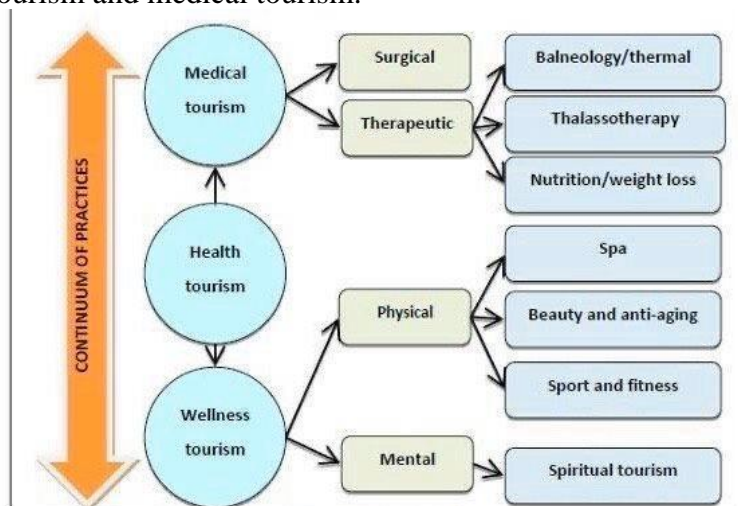 tourism and medical tourism.
Medical
tourism
Surgical
Therapeutic
Balneology/thermal
Thalassotherapy
Nutrition/weight loss
CONTINUUM OF PRACTICES
Health
tourism
Physical
Spa
Beauty and anti-aging
Sport and fitness
Wellness
tourism
Mental
Spiritual tourism